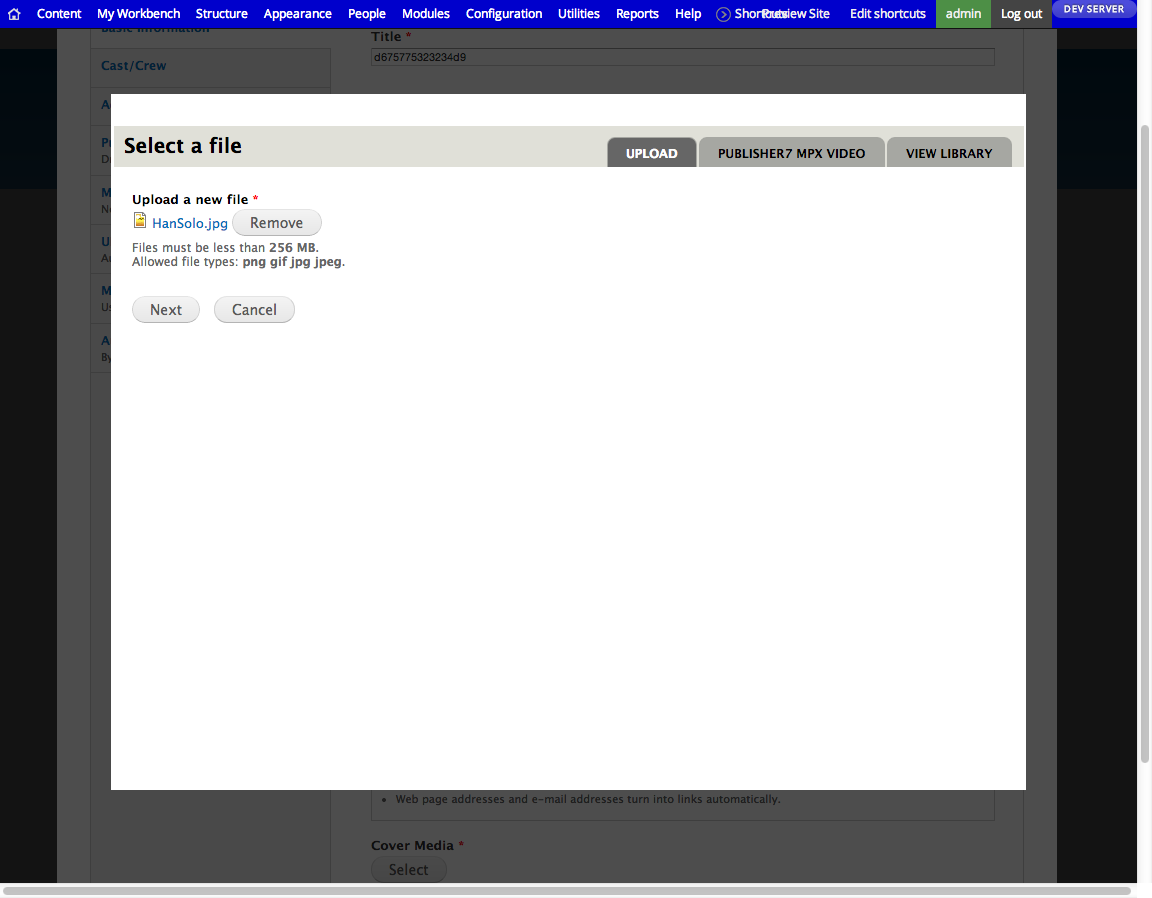 Content My Workbench Structure Appearance People Modules Configuration Utilities Reports Help Shortcuts Preview Site Edit shortcuts admin Log out DEV SERVER
Basic Information
Title *
Cast/Crew
d675775323234d9
Select a file
UPLOAD PUBLISHER7 MPX VIDEO VIEW LIBRARY
Upload a new file *
HanSolo.jpg Remove
Files must be less than 256 MB.
Allowed file types: png gif jpg jpeg.
Next Cancel
• Web page addresses and e-mail addresses turn into links automatically.
Cover Media *
Select